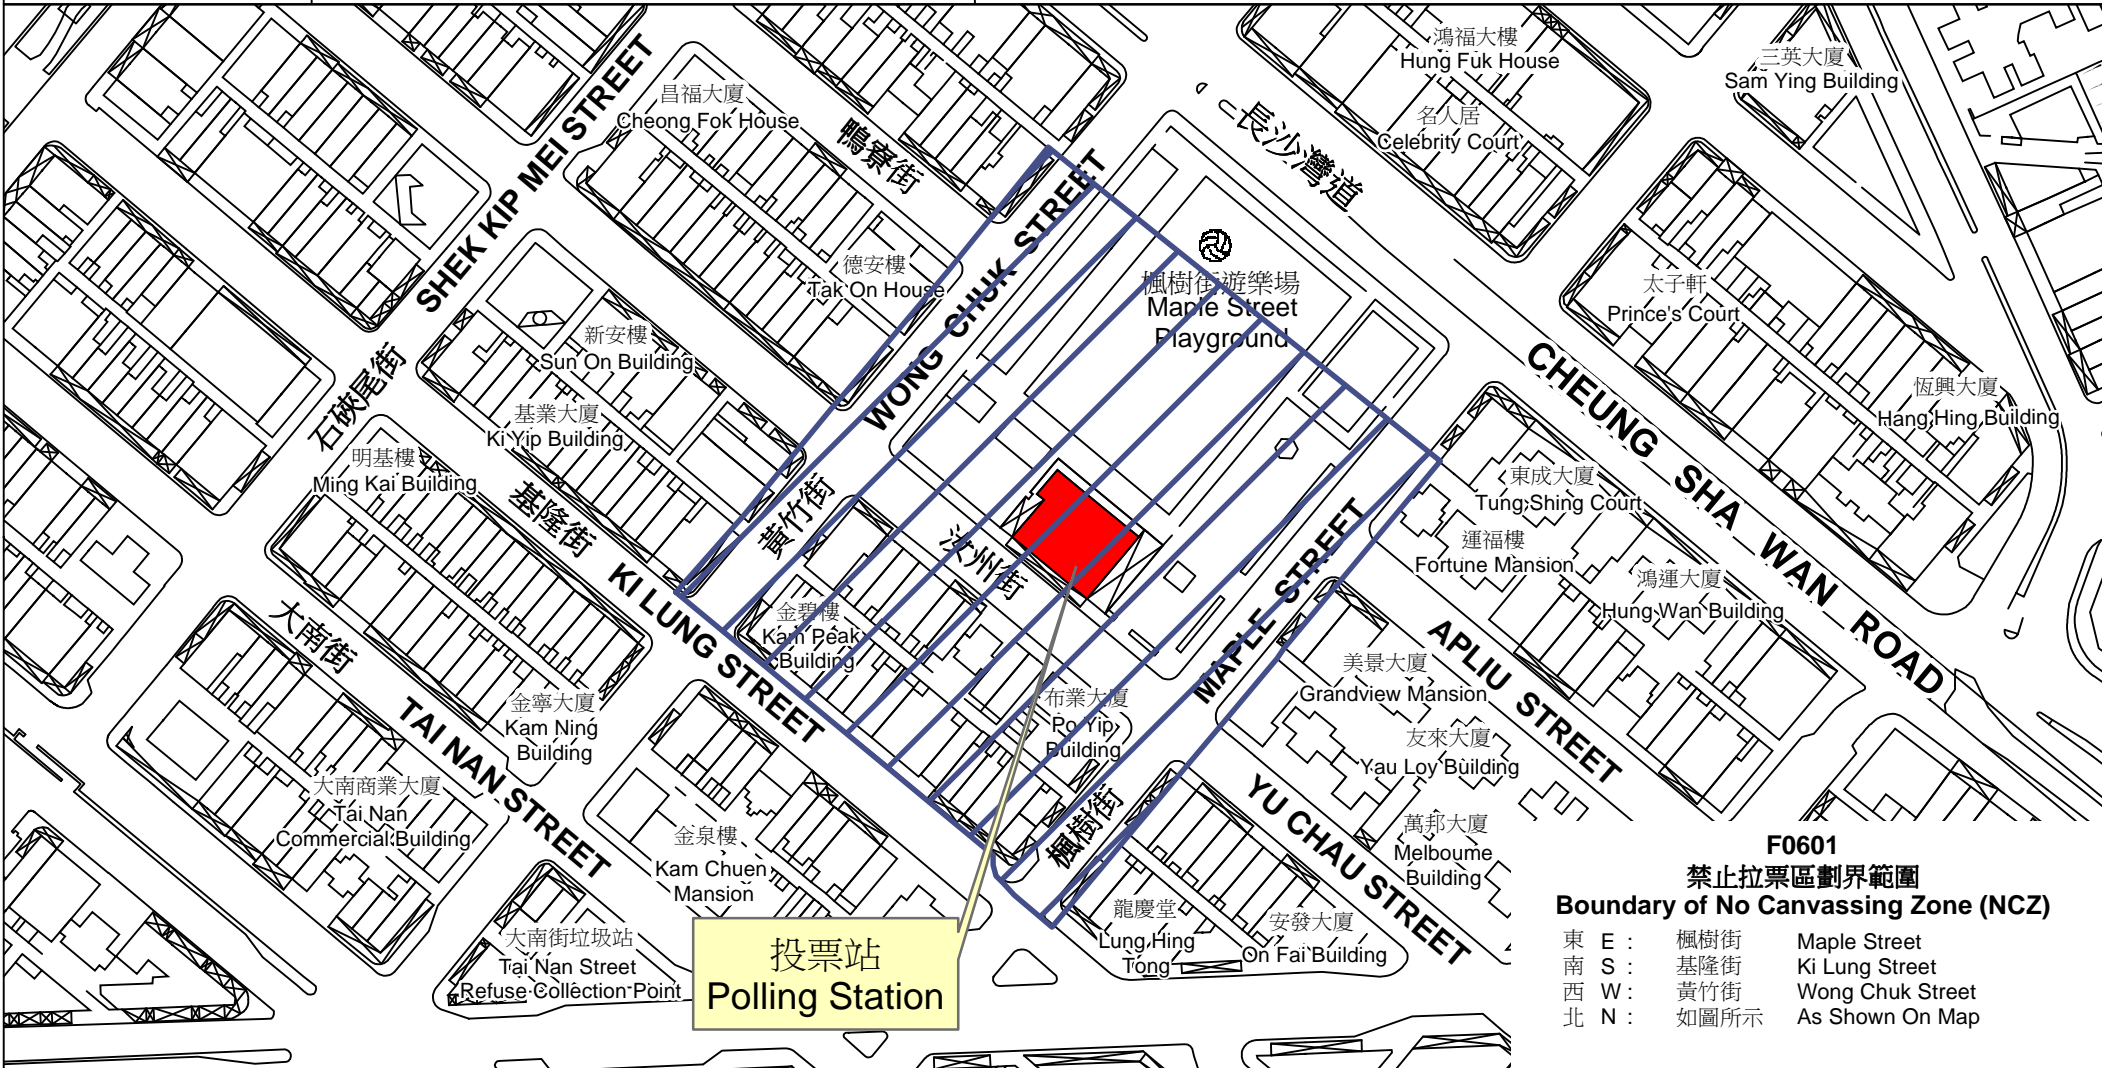 鴻福大樓
Hung Fuk House
三英大廈
Sam Ying Building
昌福大廈
Cheong Fok House
名人居
Celebrity Court
長沙灣道
鴨寮街
SHEK KIP MEI STREET
WONG CHUK STREET
德安樓
Tak On House
楓樹街遊樂場
Maple Street
Playground
太子軒
Prince's Court
新安樓
Sun On Building
石硤尾街
CHEUNG SHA WAN ROAD
恆興大廈
Hang Hing Building
基業大廈
Ki Yip Building
明基樓
Ming Kai Building
基隆街
KI LUNG STREET
黃竹街
汝州街
東成大廈
Tung Shing Court
運福樓
Fortune Mansion
鴻運大廈
Hung Wan Building
MAPLE STREET
金碧樓
Kam Peak
Building
大南街
TAI NAN STREET
美景大廈
Grandview Mansion
APLIU STREET
金寧大廈
Kam Ning
Building
布業大廈
Po Yip
Building
友來大廈
Yau Loy Building
大南商業大廈
Tai Nan
Commercial Building
楓樹街
YU CHAU STREET
金泉樓
Kam Chuen
Mansion
萬邦大廈
Melboume
Building
龍慶堂
Lung Hing
Tong
安發大廈
On Fai Building
大南街垃圾站
Tai Nan Street
Refuse Collection Point
投票站
Polling Station
F0601
禁止拉票區劃界範圍
Boundary of No Canvassing Zone (NCZ)
東 E : 楓樹街 Maple Street
南 S : 基隆街 Ki Lung Street
西 W : 黃竹街 Wong Chuk Street
北 N : 如圖所示 As Shown On Map